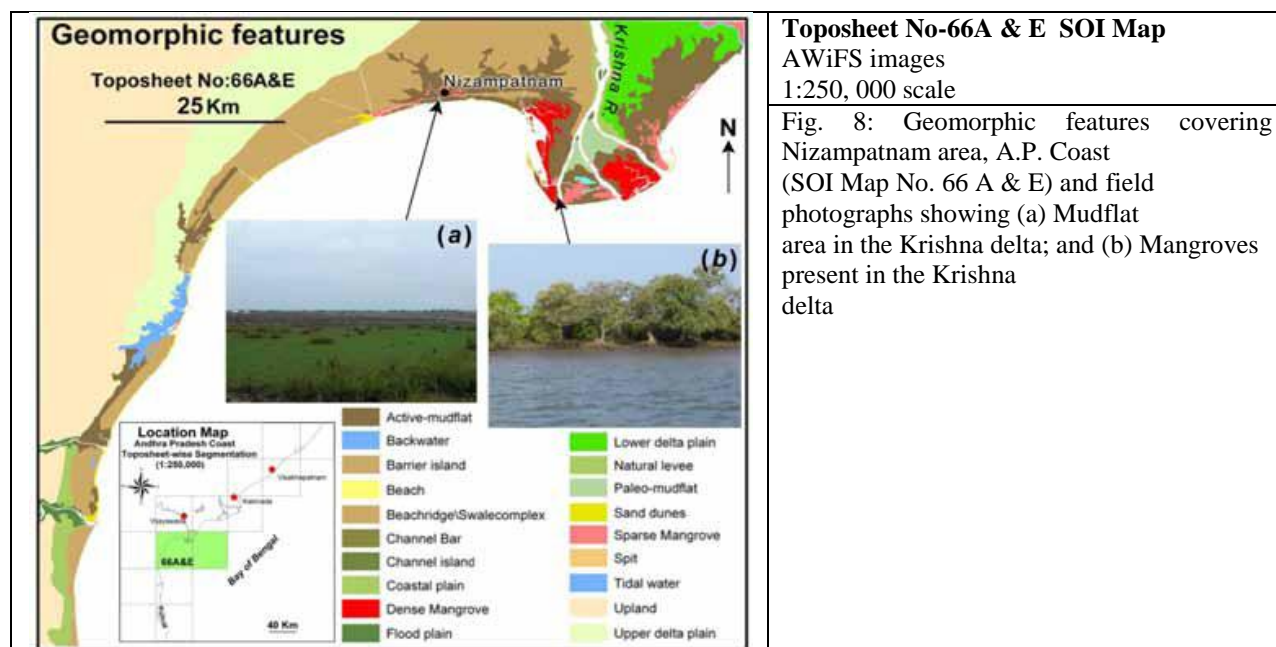 Geomorphic features
Toposheet No:66A&E
25 Km
Nizampatnam
Krishna R.
N
(a)
(b)
Active-mudflat
Backwater
Barrier island
Beach
Beachridge\Swalecomplex
Channel Bar
Channel island
Coastal plain
Dense Mangrove
Flood plain
Lower delta plain
Natural levee
Paleo-mudflat
Sand dunes
Sparse Mangrove
Spit
Tidal water
Upland
Upper delta plain
Location Map
Andhra Pradesh Coast
Toposheet-wise Segmentation
(1:250,000)
Kakinada
66A&E
Bay of Bengal
40 Km
Toposheet No-66A & E SOI Map
AWiFS images
1:250, 000 scale
Fig. 8: Geomorphic features covering
Nizampatnam area, A.P. Coast
(SOI Map No. 66 A & E) and field
photographs showing (a) Mudflat
area in the Krishna delta; and (b) Mangroves
present in the Krishna
delta